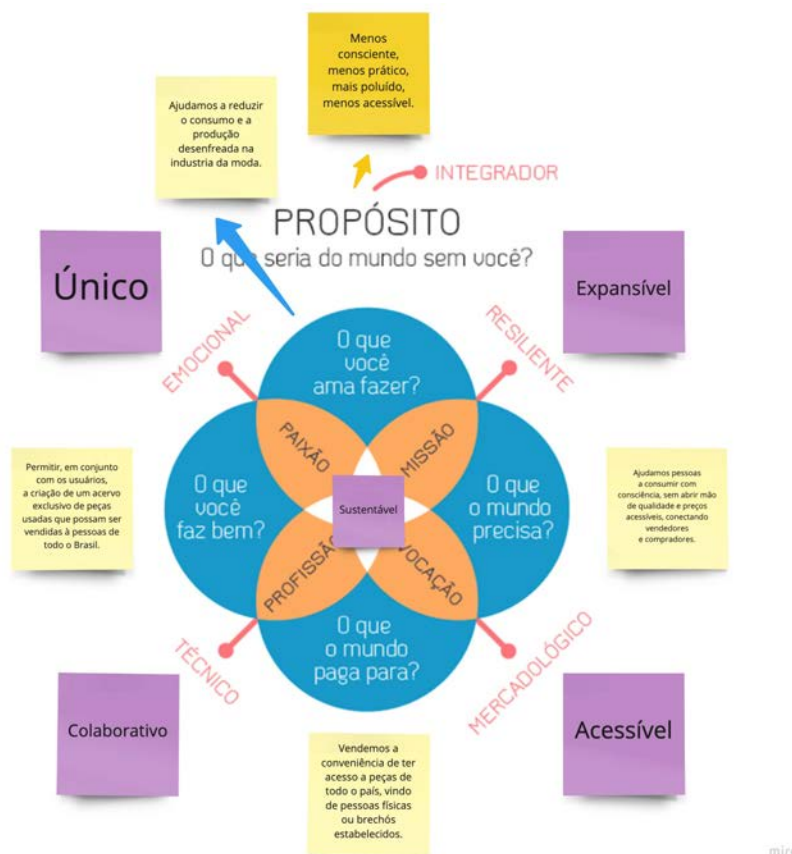 Menos
consciente,
menos prático,
mais poluído,
menos acessível.
Ajudamos a reduzir
o consumo e a
produção
desenfreada na
industria da moda.
INTEGRADOR
PROPÓSITO
O que seria do mundo sem você?
Único
Expansível
EMOCIONAL
RESILIENTE
O que
você
ama fazer?
PAIXÃO
MISSÃO
Permitir, em conjunto
com os usuários,
a criação de um acervo
exclusivo de peças
usadas que possam ser
vendidas à pessoas de
todo o Brasil.
O que
você
faz bem?
Sustentável
O que
o mundo
precisa?
Ajudamos pessoas
a consumir com
consciência, sem abrir mão
de qualidade e preços
acessíveis, conectando
vendedores
e compradores.
PROFISSÃO
VOCAÇÃO
O que
o mundo
paga para?
TÉCNICO
MERCADOLÓGICO
Colaborativo
Acessível
Vendemos a
conveniência de ter
acesso a peças de
todo o país, vindo
de pessoas físicas
ou brechós
estabelecidos.
miro